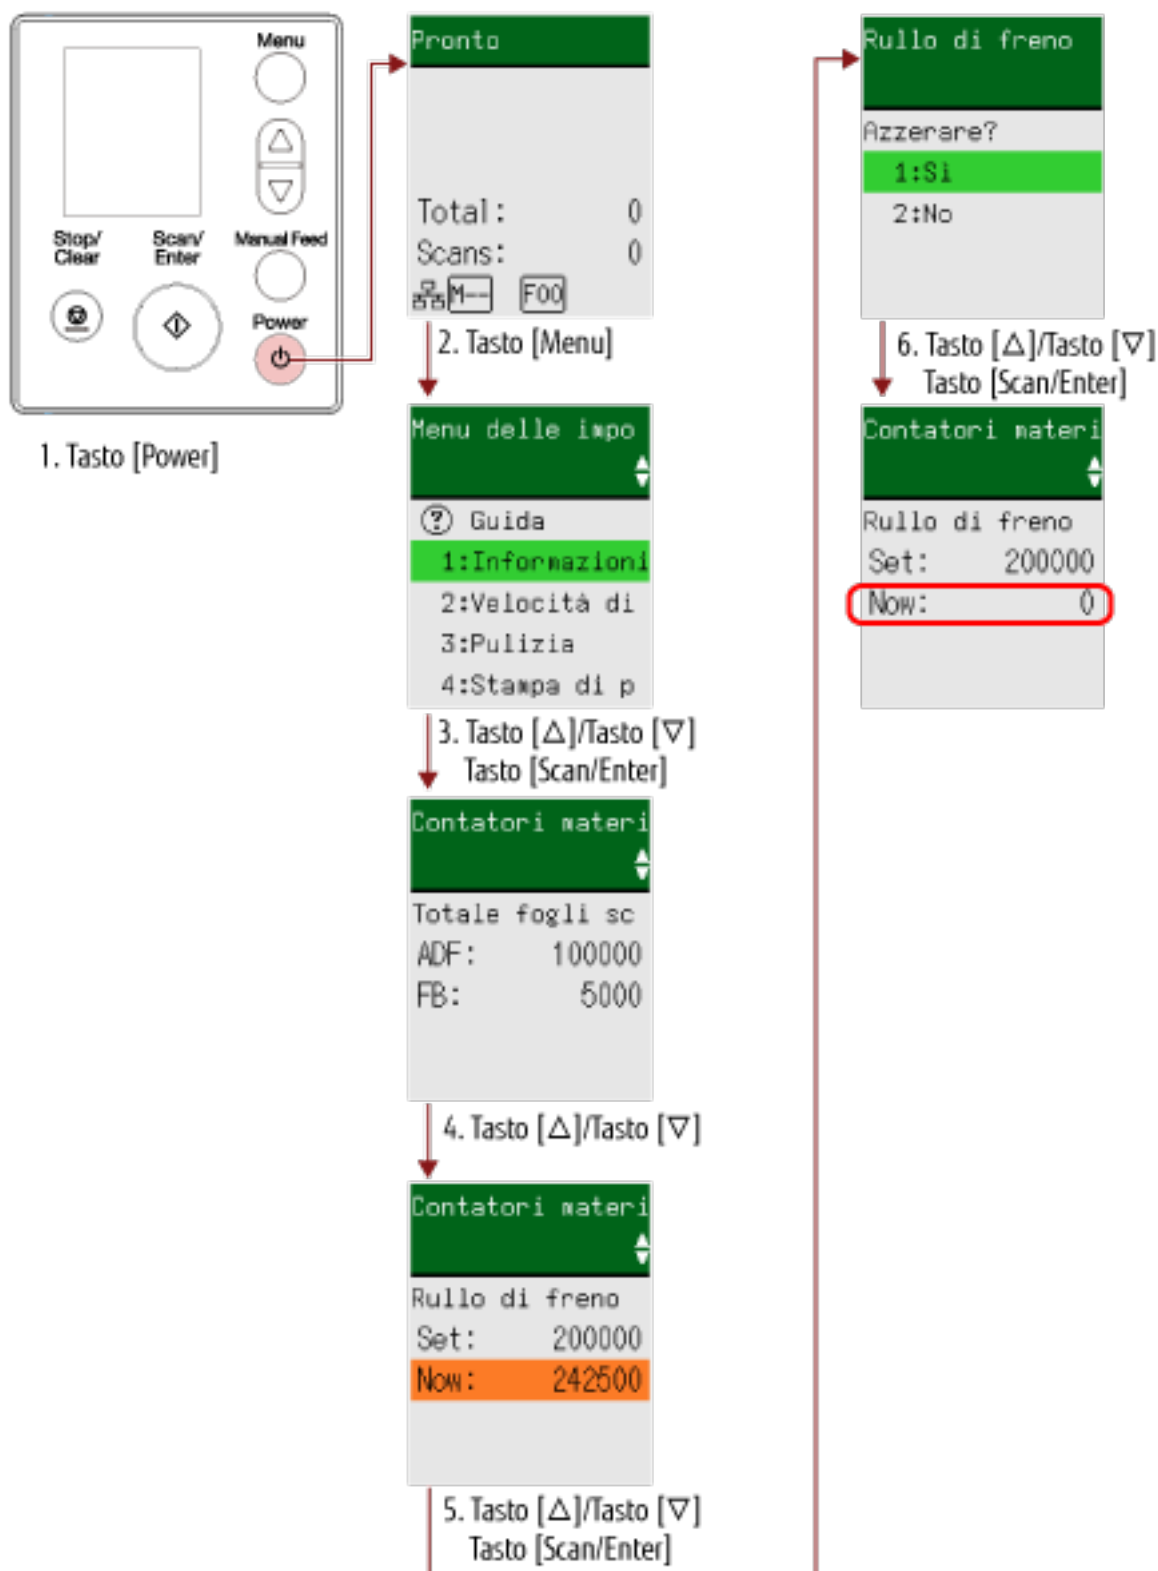 Menu
Stop/
Clear
Scan/
Enter
Manual Feed
Power
1. Tasto [Power]
Pronto
Total: 0
Scans: 0
M-- F00
2. Tasto [Menu]
Menu delle impo
? Guida
1:Informazioni
2:Velocità di
3:Pulizia
4:Stampa di p
3. Tasto [△]/Tasto [▽]
Tasto [Scan/Enter]
Contatori materi
Totale fogli sc
ADF: 100000
FB: 5000
4. Tasto [△]/Tasto [▽]
Contatori materi
Rullo di freno
Set: 200000
Now: 242500
5. Tasto [△]/Tasto [▽]
Tasto [Scan/Enter]
Rullo di freno
Azzerare?
1:Sì
2:No
6. Tasto [△]/Tasto [▽]
Tasto [Scan/Enter]
Contatori materi
Rullo di freno
Set: 200000
Now: 0